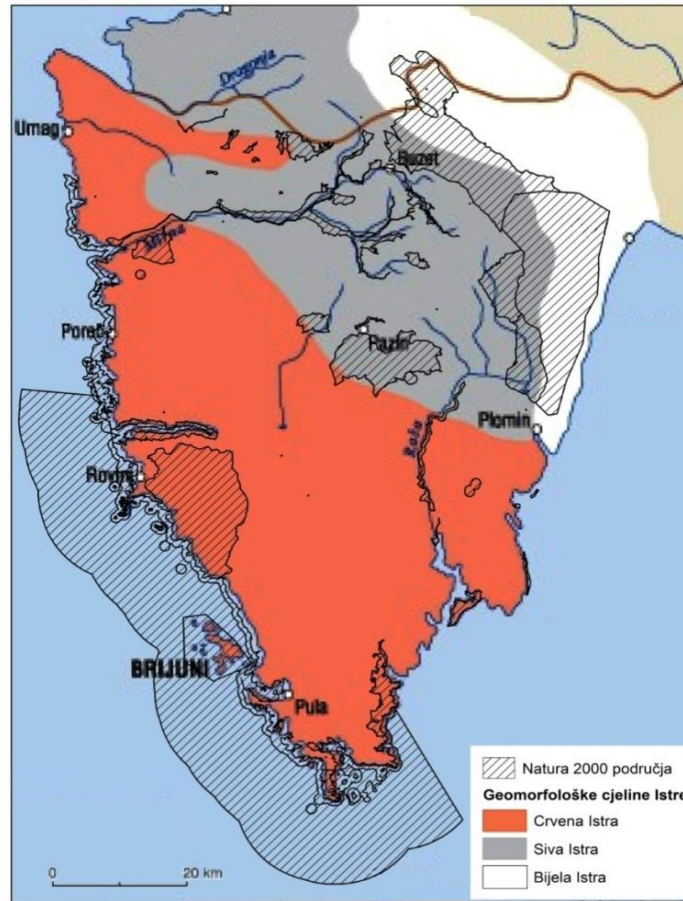 Dragonja
Umag
Buzet
Mirna
Poreč
Pazin
Plomin
Raša
Rovinj
BRIJUNI
Pula
Natura 2000 područja
Geomorfološke cjeline Istre
Crvena Istra
Siva Istra
Bijela Istra
0 20 km